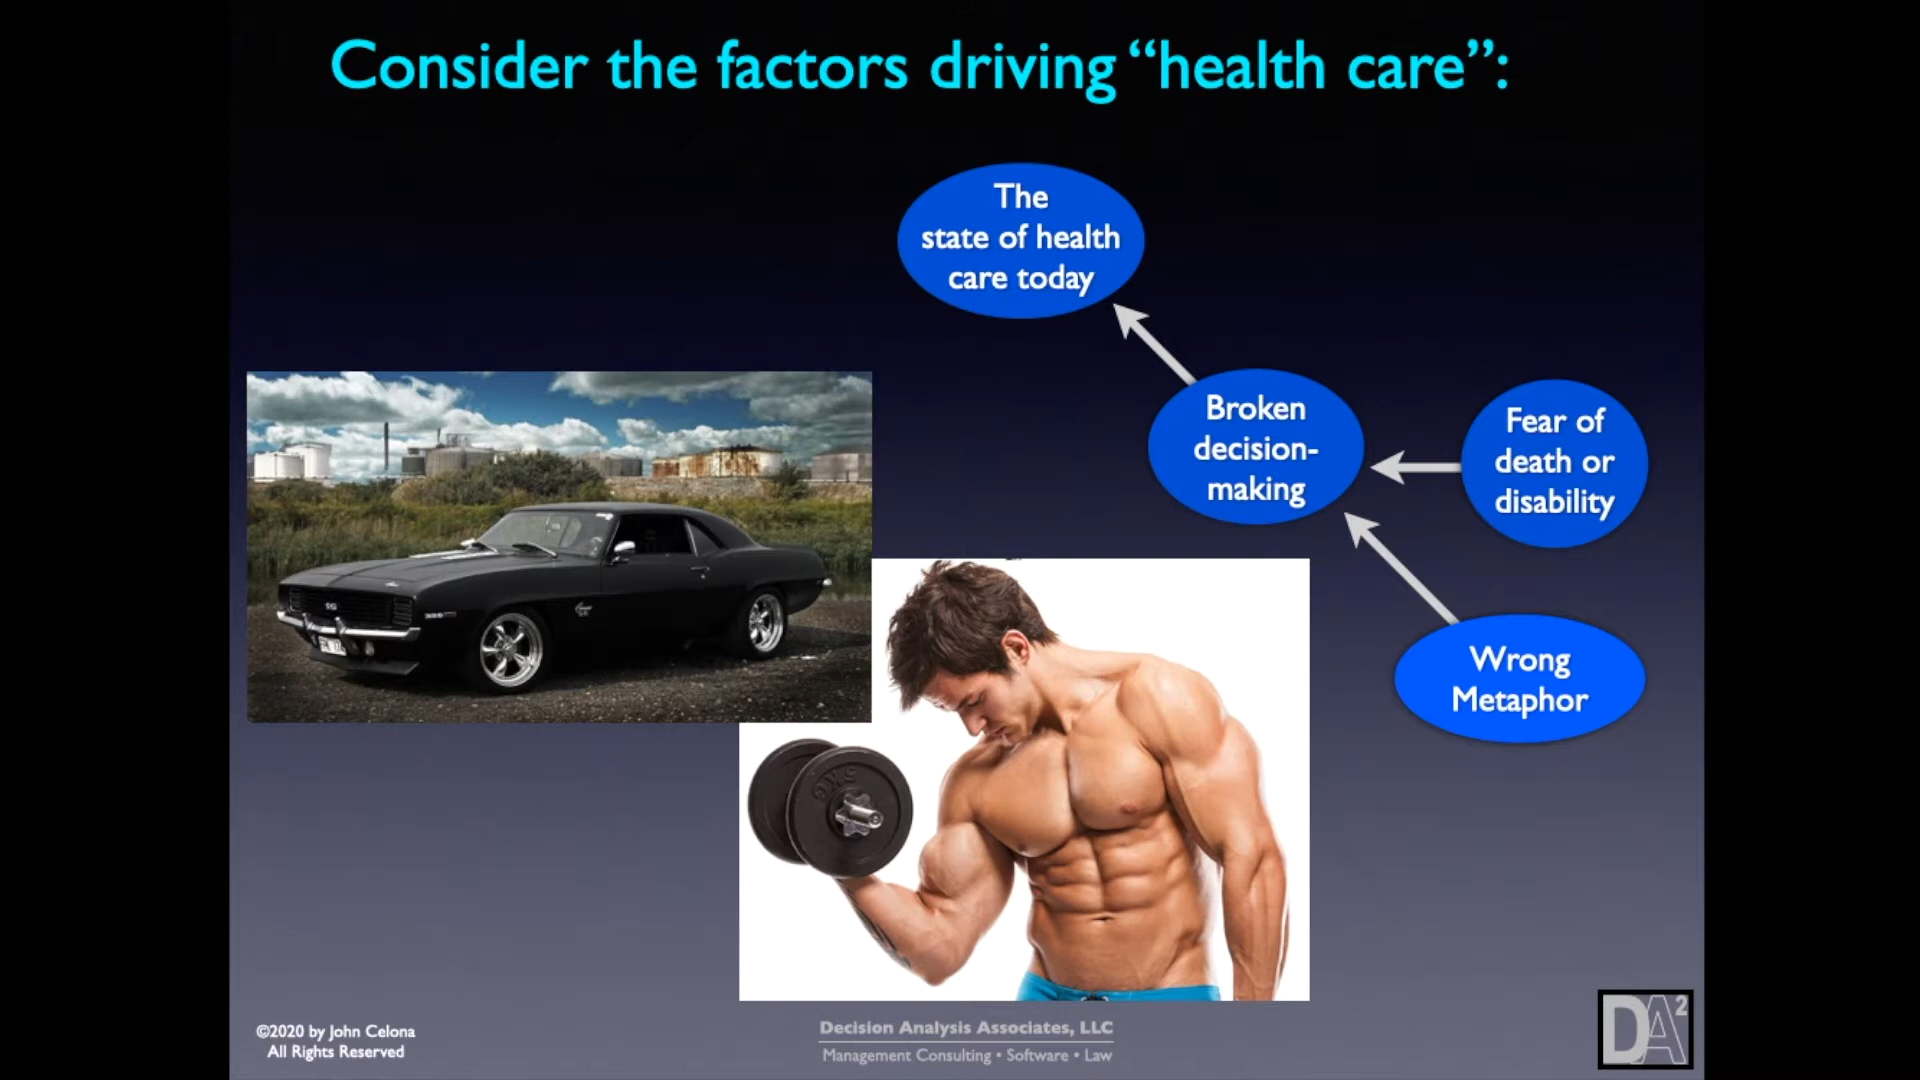 Consider the factors driving “health care”:
The
state of health
care today
Broken
decision-
making
Fear of
death or
disability
Wrong
Metaphor
SS
5KG
©2020 by John Celona
All Rights Reserved
Decision Analysis Associates, LLC
Management Consulting • Software • Law
DA2